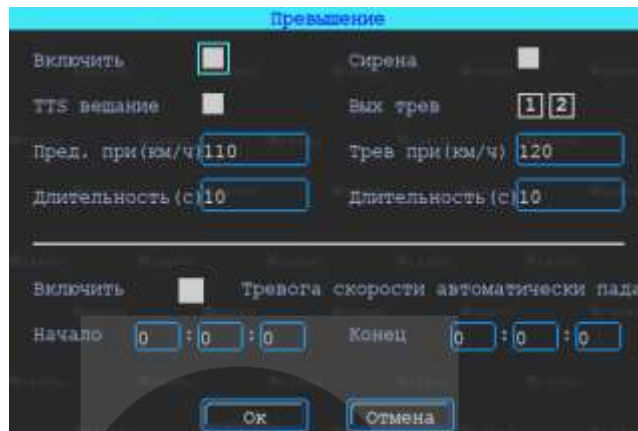 Превышение
Включить Сирена
TTS вещание Вых трев 1 2
Пред. при(км/ч) 110 Трев при(км/ч) 120
Длительность(с) 10 Длительность(с) 10
Включить Тревога скорости автоматически пада
Начало 0 : 0 : 0 Конец 0 : 0 : 0
Ок Отмена